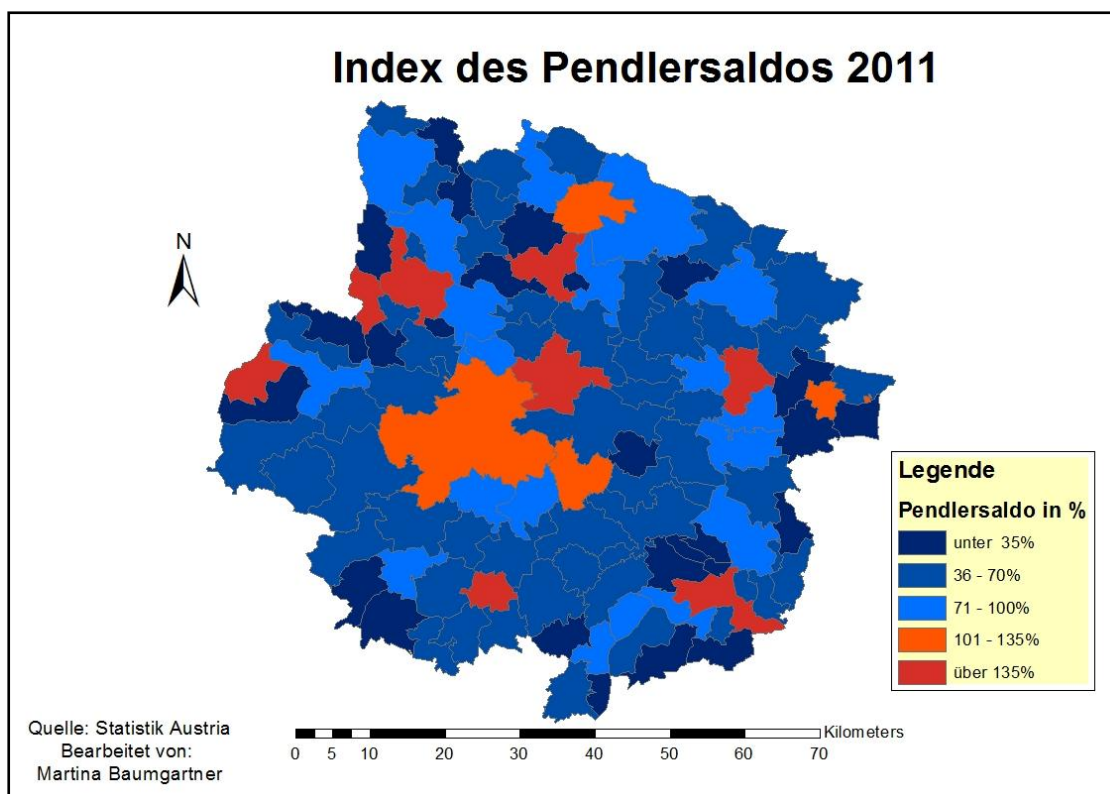 Index des Pendlersaldos 2011
N
Legende
Pendlersaldo in %
unter 35%
36 - 70%
71 - 100%
101 - 135%
über 135%
Quelle: Statistik Austria
Bearbeitet von:
Martina Baumgartner
Kilometers
0 5 10 20 30 40 50 60 70